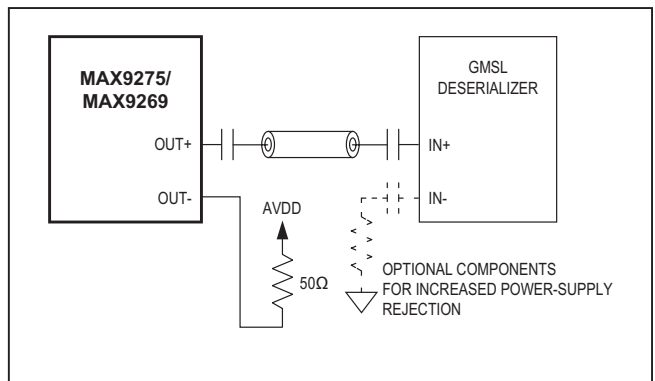 MAX9275/
MAX9269
GMSL
DESERIALIZER
OUT+
IN+
OUT-
IN-
AVDD
50Ω
OPTIONAL COMPONENTS
FOR INCREASED POWER-SUPPLY
REJECTION